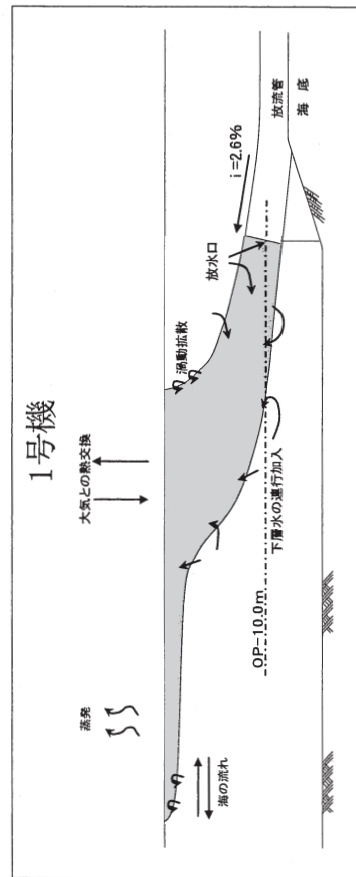 1号機
蒸発
大気との熱交換
渦動拡散
i=2.6%
放水口
放流管
海底
OP-10.0m
下層水の連行加入
海の流れ